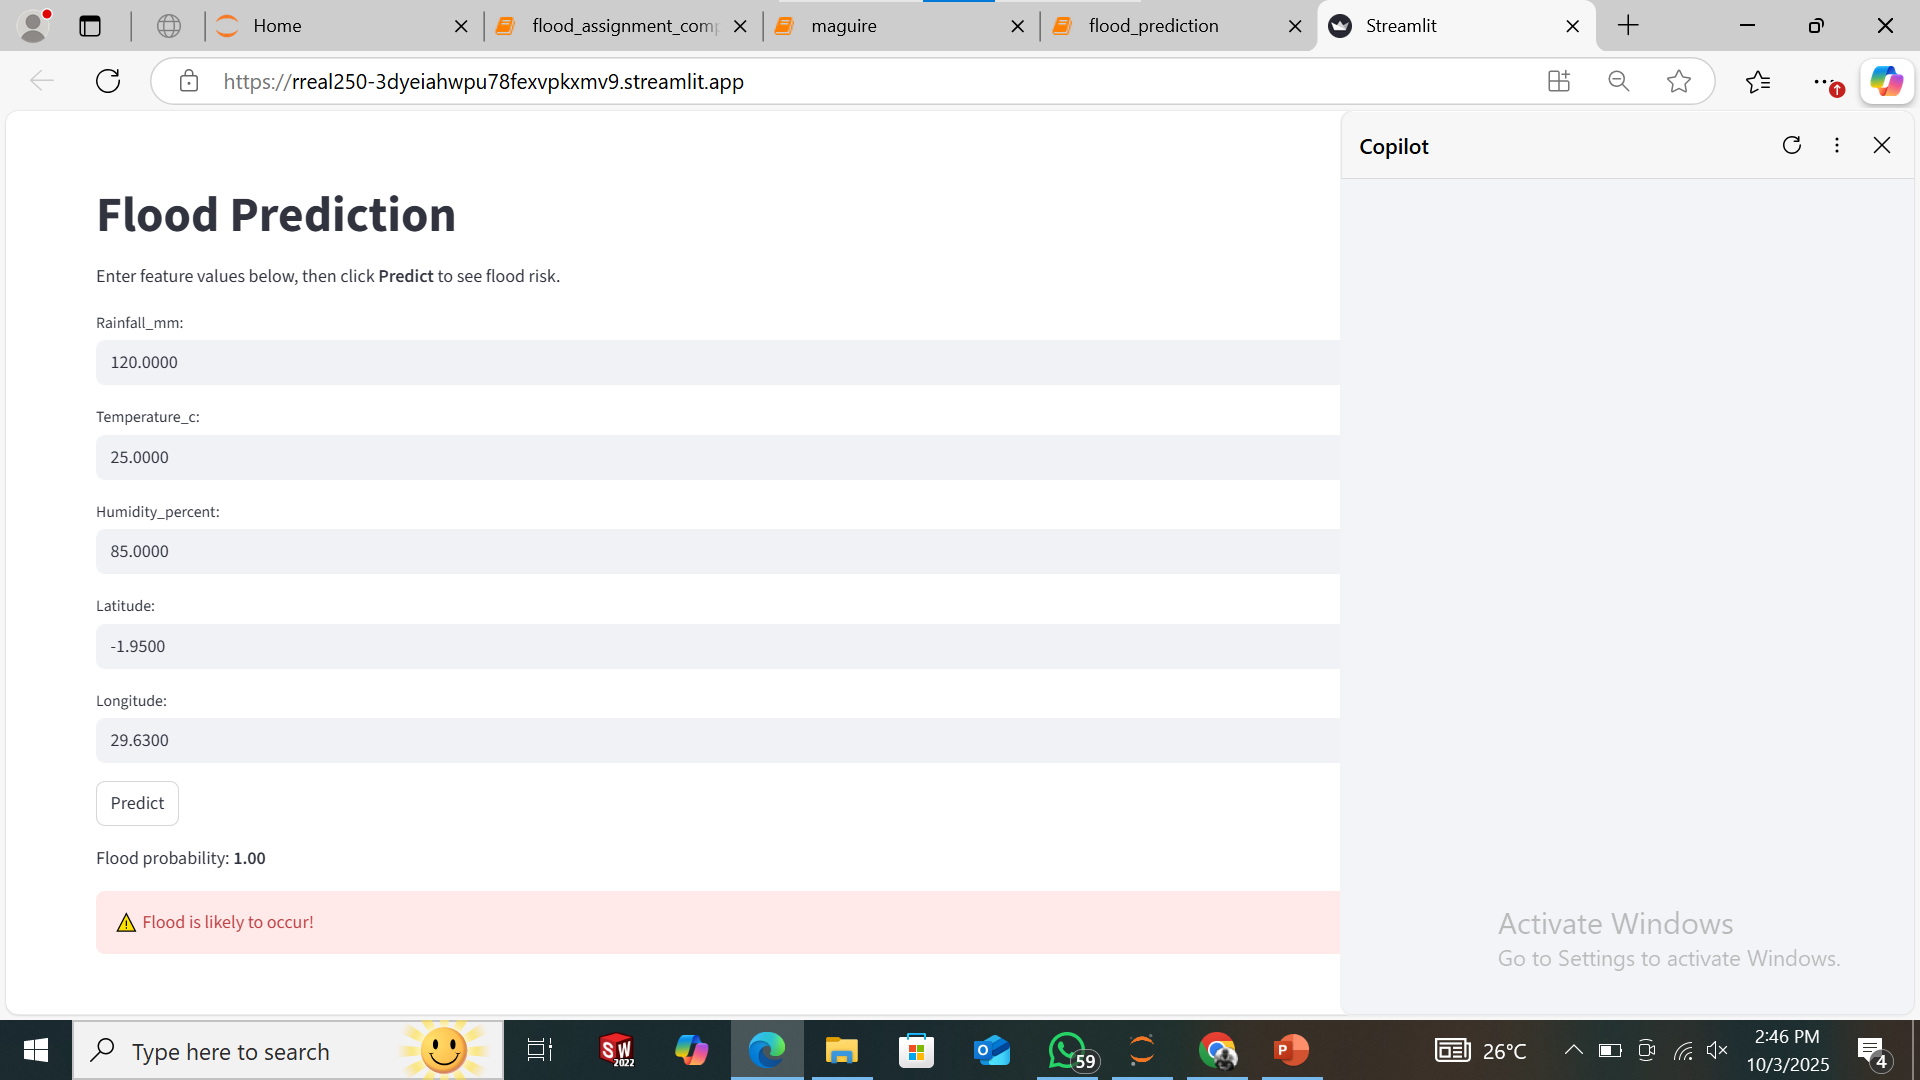 Home
flood_assignment_comp
maguire
flood_prediction
Streamlit
https://rreal250-3dyeiahwpu78fexvpkxmv9.streamlit.app
Copilot
Flood Prediction
Enter feature values below, then click Predict to see flood risk.
Rainfall_mm:
120.0000
Temperature_c:
25.0000
Humidity_percent:
85.0000
Latitude:
-1.9500
Longitude:
29.6300
Predict
Flood probability: 1.00
Flood is likely to occur!
Activate Windows
Go to Settings to activate Windows.
Type here to search
SW
2022
59
P
26°C
2:46 PM
10/3/2025
4